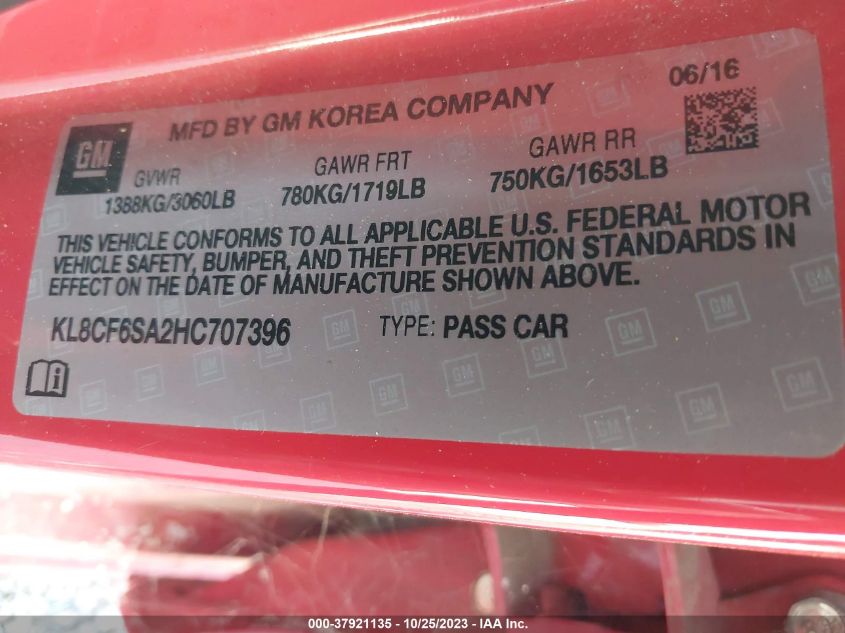 06/16
MFD BY GM KOREA COMPANY
GM
GVWR GAWR FRT GAWR RR
1388KG/3060LB 780KG/1719LB 750KG/1653LB
THIS VEHICLE CONFORMS TO ALL APPLICABLE U.S. FEDERAL MOTOR
VEHICLE SAFETY, BUMPER, AND THEFT PREVENTION STANDARDS IN
EFFECT ON THE DATE OF MANUFACTURE SHOWN ABOVE.
KL8CF6SA2HC707396 TYPE: PASS CAR
000-37921135 - 10/25/2023 - IAA Inc.